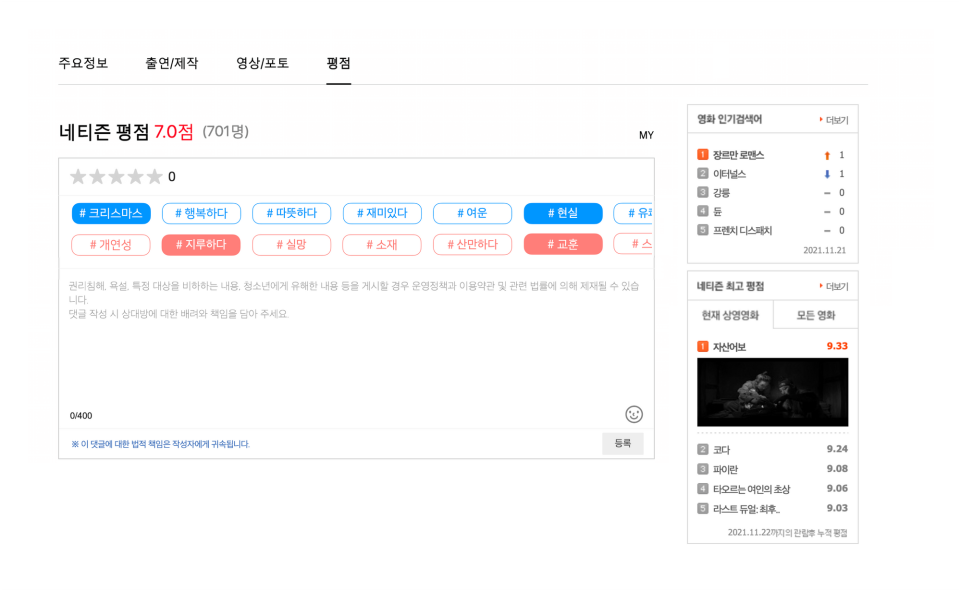 주요정보 출연/제작 영상/포토 평점
네티즌 평점 7.0점 (701명)
MY
0
# 크리스마스 # 행복하다 # 따뜻하다 # 재미있다 # 여운 # 현실 # 유쾌
# 개연성 # 지루하다 # 실망 # 소재 # 산만하다 # 교훈 # 스
권리침해, 욕설, 특정 대상을 비하하는 내용, 청소년에게 유해한 내용 등을 게시할 경우 운영정책과 이용약관 및 관련 법률에 의해 제재될 수 있습
니다.
댓글 작성 시 상대방에 대한 배려와 책임을 담아 주세요.
0/400
※ 이 댓글에 대한 법적 책임은 작성자에게 귀속됩니다.
등록
영화 인기검색어 더보기
1 장르만 로맨스 1
2 이터널스 1
3 강릉 0
4 듄 0
5 프렌치 디스패치 0
2021.11.21
네티즌 최고 평점 더보기
현재 상영영화 모든 영화
1 자산어보 9.33
2 코다 9.24
3 파이란 9.08
4 타오르는 여인의 초상 9.06
5 라스트 듀얼: 최후.. 9.03
2021.11.22까지의 관람후 누적 평점